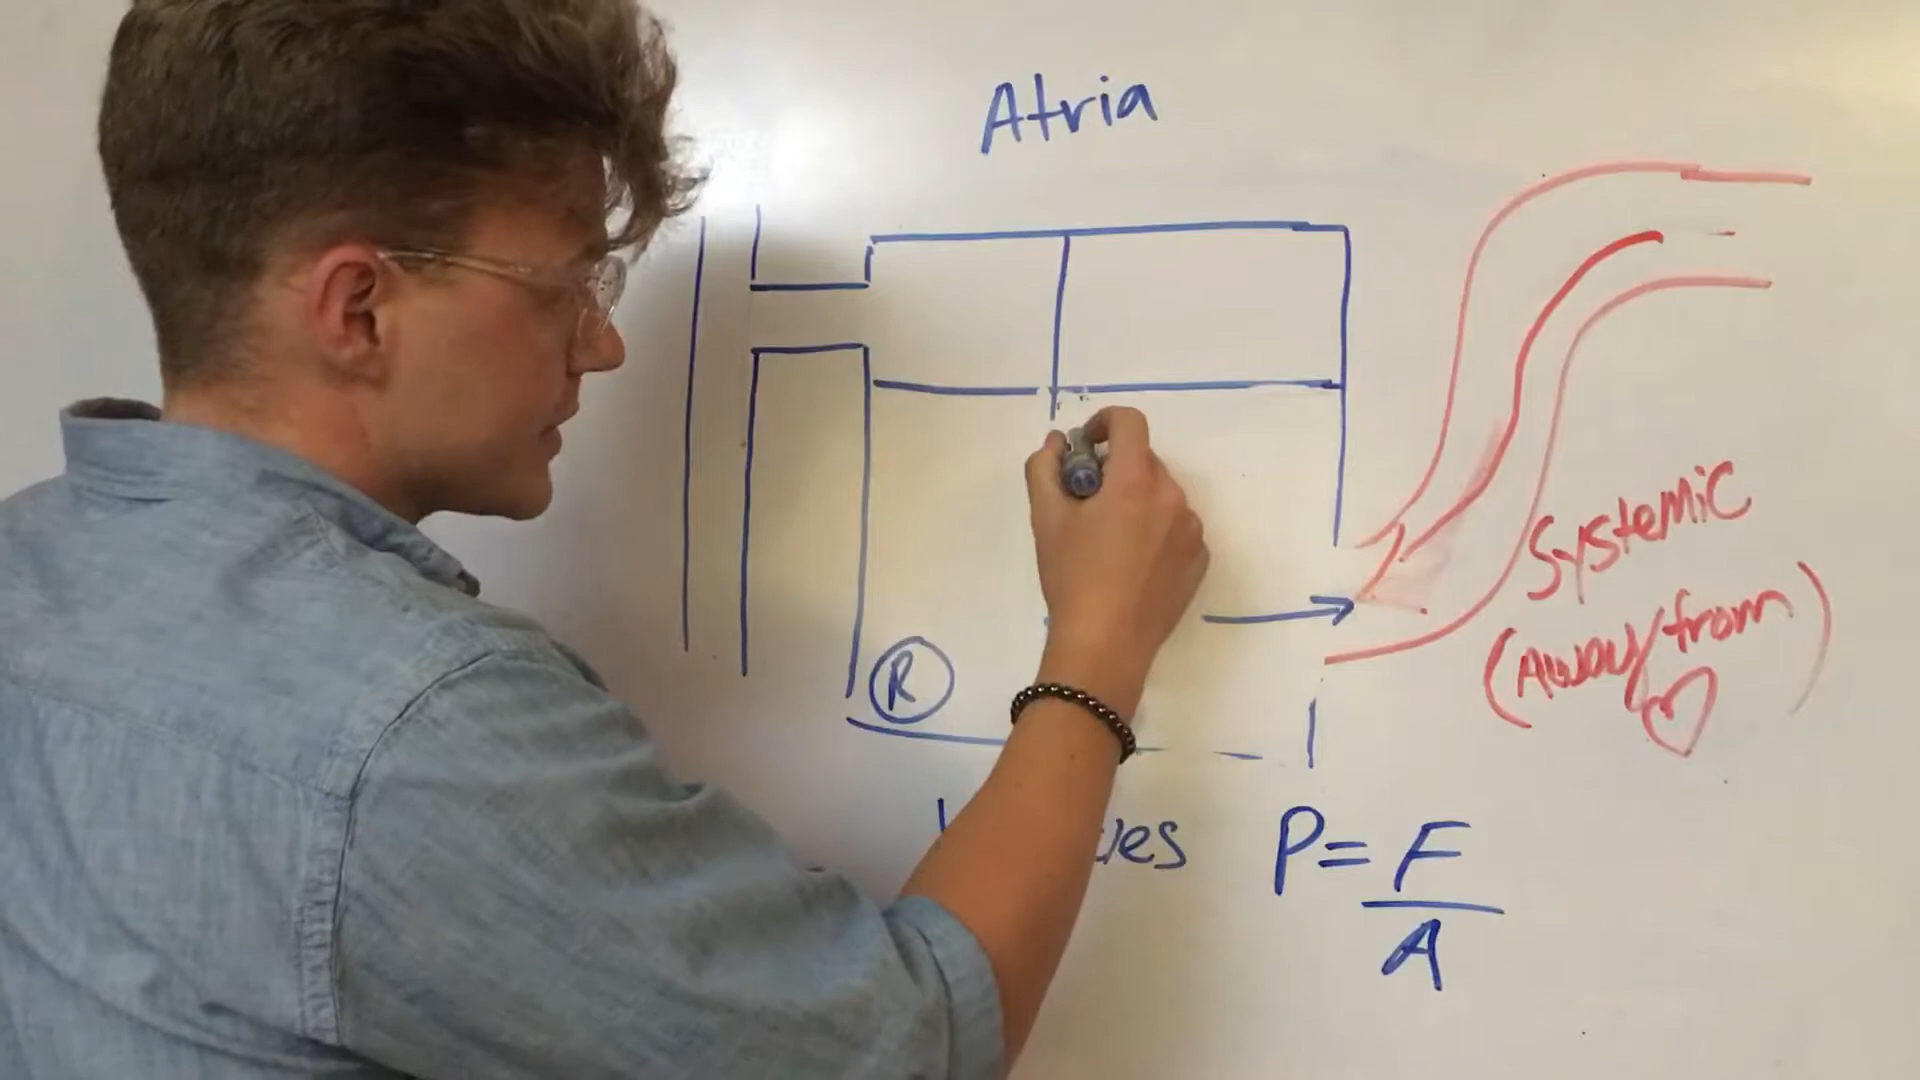 Atria
Systemic
(Away/from
♡)
R
P = F
A